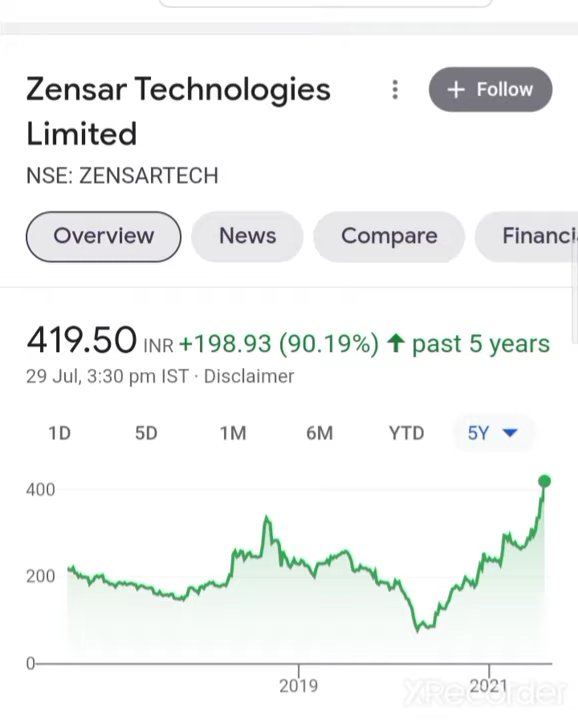 Zensar Technologies
Limited
+ Follow
NSE: ZENSARTECH
Overview News Compare Financi
419.50 INR +198.93 (90.19%) ↑ past 5 years
29 Jul, 3:30 pm IST · Disclaimer
1D 5D 1M 6M YTD 5Y
400
200
0
2019 2021
XRecorder